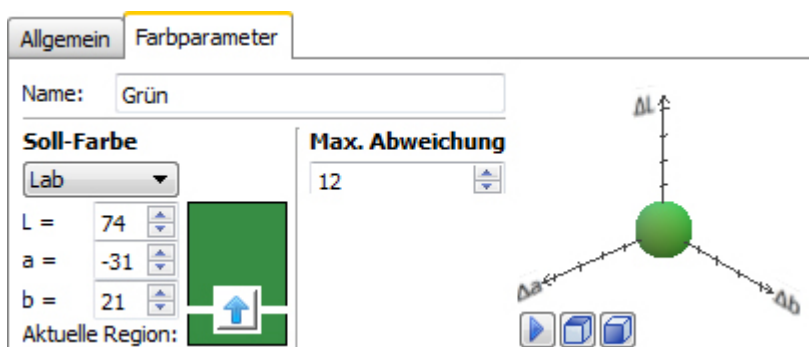 Allgemein Farbparameter
Name: Grün
Soll-Farbe Max. Abweichung
Lab 12
L = 74
a = -31
b = 21
Aktuelle Region:
ΔL
Δa
Δb